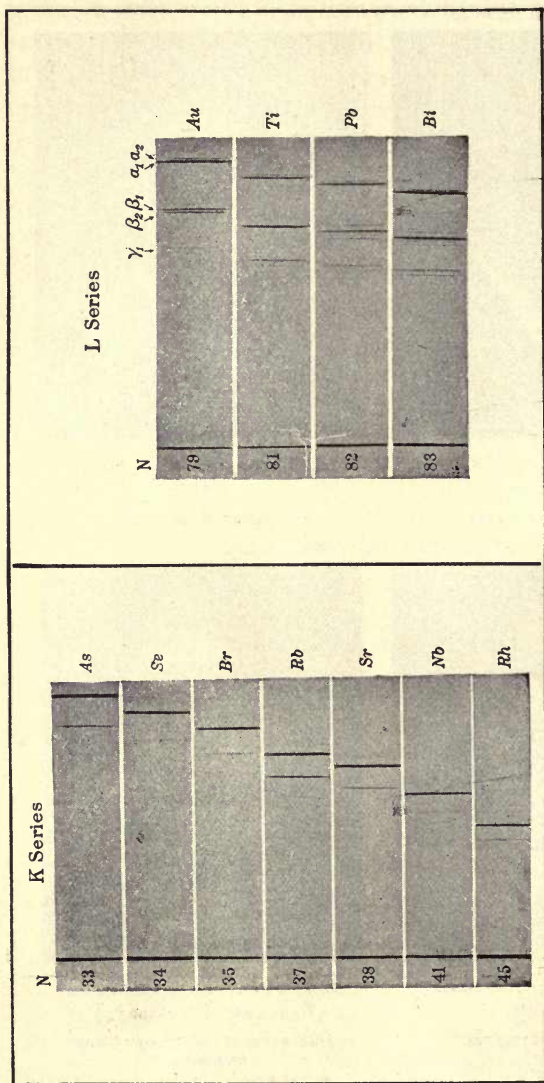 K Series
N
33 As
34 Se
35 Br
37 Rb
38 Sr
41 Nb
45 Rh
L Series
N γ₁ β₂ β₁ α₁ α₂
79 Au
81 Ti
82 Pb
83 Bi